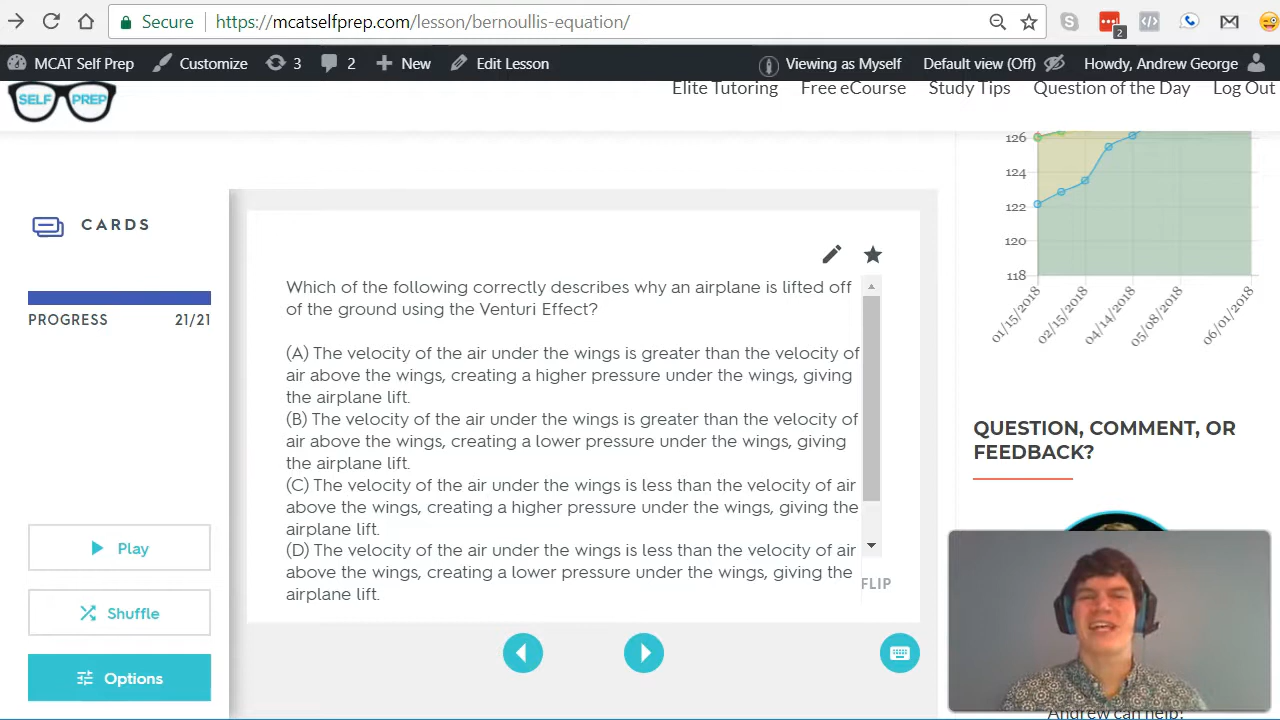 Secure
https://mcatselfprep.com/lesson/bernoullis-equation/
2
MCAT Self Prep
Customize
3
2
New
Edit Lesson
Viewing as Myself
Default view (Off)
Howdy, Andrew George
SELF PREP
Elite Tutoring
Free eCourse
Study Tips
Question of the Day
Log Out
126
124
122
120
118
01/15/2018
02/15/2018
04/14/2018
05/08/2018
06/01/2018
CARDS
PROGRESS
21/21
Which of the following correctly describes why an airplane is lifted off
of the ground using the Venturi Effect?
(A) The velocity of the air under the wings is greater than the velocity of
air above the wings, creating a higher pressure under the wings, giving
the airplane lift.
(B) The velocity of the air under the wings is greater than the velocity of
air above the wings, creating a lower pressure under the wings, giving
the airplane lift.
(C) The velocity of the air under the wings is less than the velocity of air
above the wings, creating a higher pressure under the wings, giving the
airplane lift.
(D) The velocity of the air under the wings is less than the velocity of air
above the wings, creating a lower pressure under the wings, giving the
airplane lift.
FLIP
Play
Shuffle
Options
QUESTION, COMMENT, OR
FEEDBACK?
Andrew can help!